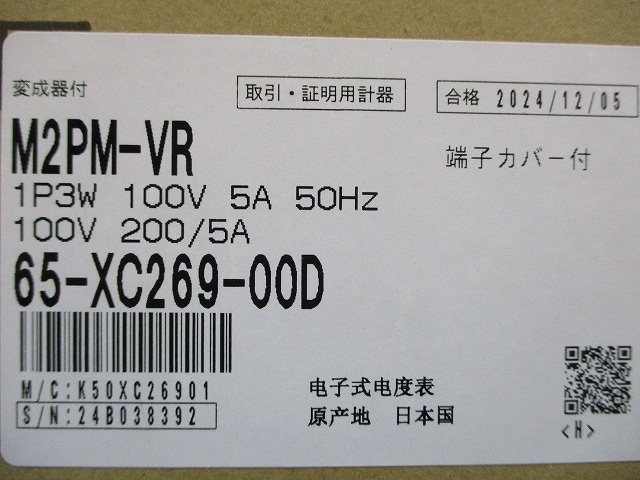 変成器付
取引・証明用計器
合格 2024/12/05
M2PM-VR
端子カバー付
1P3W 100V 5A 50Hz
100V 200/5A
65-XC269-00D
M/C:K50XC26901
S/N:24B038392
电子式电度表
原产地 日本国
<H>